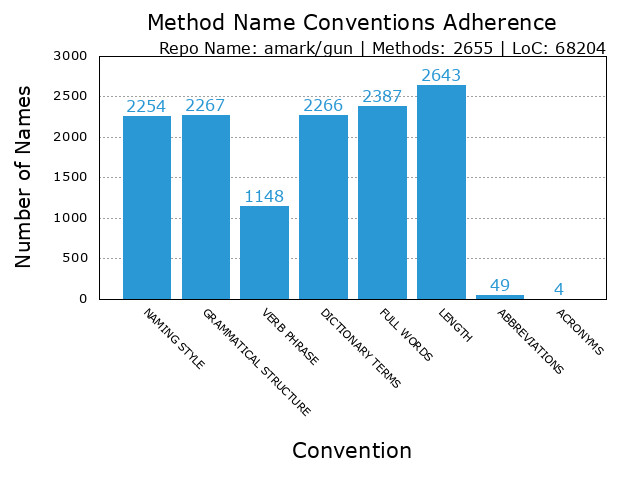 Method Name Conventions Adherence
Repo Name: amark/gun | Methods: 2655 | LoC: 68204
Number of Names
3000
2500
2000
1500
1000
500
0
2254
2267
1148
2266
2387
2643
49
4
NAMING STYLE
GRAMMATICAL STRUCTURE
VERB PHRASE
DICTIONARY TERMS
FULL WORDS
LENGTH
ABBREVIATIONS
ACRONYMS
Convention